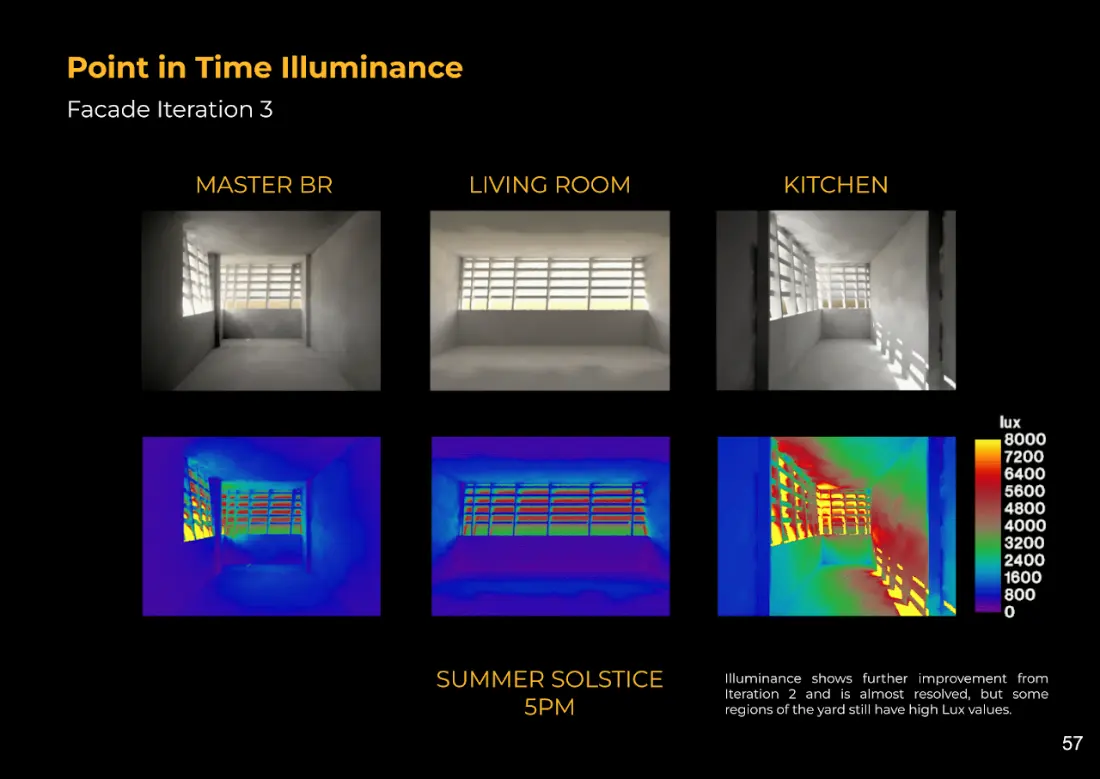 Point in Time Illuminance
Facade Iteration 3
MASTER BR
LIVING ROOM
KITCHEN
lux
8000
7200
6400
5600
4800
4000
3200
2400
1600
800
0
SUMMER SOLSTICE
5PM
Illuminance shows further improvement from
Iteration 2 and is almost resolved, but some
regions of the yard still have high Lux values.
57